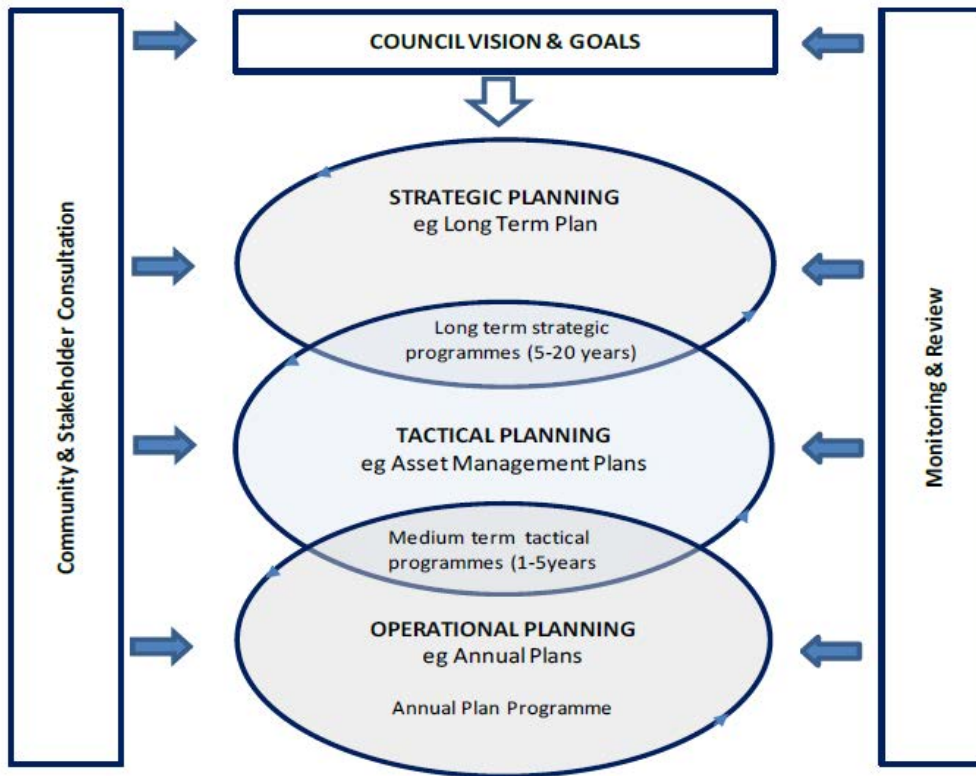 COUNCIL VISION & GOALS
Community & Stakeholder Consultation
STRATEGIC PLANNING
eg Long Term Plan
Long term strategic
programmes (5-20 years)
TACTICAL PLANNING
eg Asset Management Plans
Medium term tactical
programmes (1-5years
OPERATIONAL PLANNING
eg Annual Plans
Annual Plan Programme
Monitoring & Review